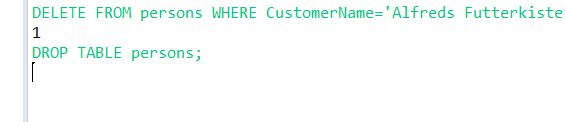 DELETE FROM persons WHERE CustomerName='Alfreds Futterkiste
1
DROP TABLE persons;